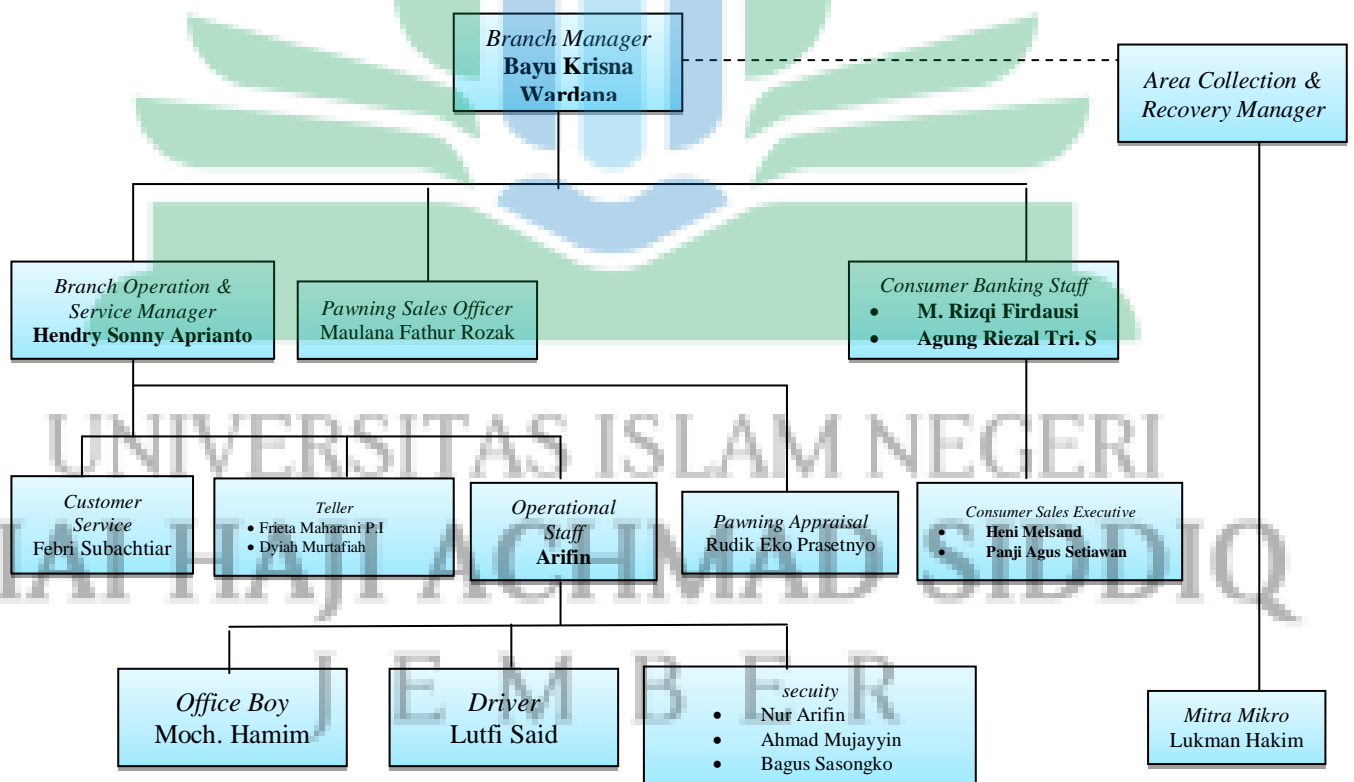 Branch Manager
Bayu Krisna
Wardana
Area Collection &
Recovery Manager
Branch Operation &
Service Manager
Hendry Sonny Aprianto
Pawning Sales Officer
Maulana Fathur Rozak
Consumer Banking Staff
• M. Rizqi Firdausi
• Agung Riezal Tri. S
UNIVERSITAS ISLAM NEGERI
Customer
Service
Febri Subachtiar
Teller
• Frieta Maharani P.I
• Dyiah Murtafiah
Operational
Staff
Arifin
Pawning Appraisal
Rudik Eko Prasetnyo
Consumer Sales Executive
• Heni Melsand
• Panji Agus Setiawan
IAI HAJI ACHMAD SIDDIQ
Office Boy
Moch. Hamim
Driver
Lutfi Said
secuity
• Nur Arifin
• Ahmad Mujayyin
• Bagus Sasongko
Mitra Mikro
Lukman Hakim
JEMBER